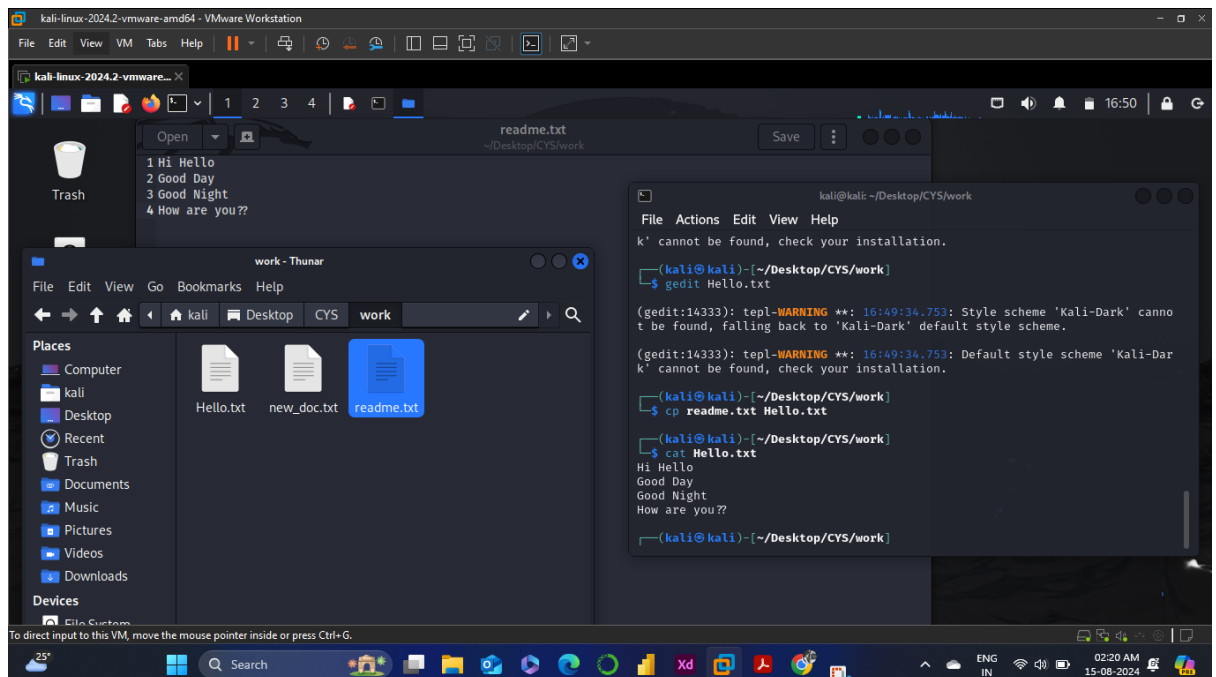 kali-linux-2024.2-vmware-amd64 - VMware Workstation
File Edit View VM Tabs Help
kali-linux-2024.2-vmware...
1 2 3 4
16:50
Open
readme.txt
~/Desktop/CYS/work
Save
1 Hi Hello
2 Good Day
3 Good Night
4 How are you??
Trash
work - Thunar
File Edit View Go Bookmarks Help
kali Desktop CYS work
Places
Computer
kali
Desktop
Recent
Trash
Documents
Music
Pictures
Videos
Downloads
Devices
File System
Hello.txt new_doc.txt readme.txt
kali@kali: ~/Desktop/CYS/work
File Actions Edit View Help
k' cannot be found, check your installation.
┌──(kali㉿kali)-[~/Desktop/CYS/work]
└─$ gedit Hello.txt
(gedit:14333): tepl-WARNING **: 16:49:34.753: Style scheme 'Kali-Dark' canno
t be found, falling back to 'Kali-Dark' default style scheme.
(gedit:14333): tepl-WARNING **: 16:49:34.753: Default style scheme 'Kali-Dar
k' cannot be found, check your installation.
┌──(kali㉿kali)-[~/Desktop/CYS/work]
└─$ cp readme.txt Hello.txt
┌──(kali㉿kali)-[~/Desktop/CYS/work]
└─$ cat Hello.txt
Hi Hello
Good Day
Good Night
How are you??
┌──(kali㉿kali)-[~/Desktop/CYS/work]
To direct input to this VM, move the mouse pointer inside or press Ctrl+G.
25°
Search
Xd
ENG
IN
02:20 AM
15-08-2024
PRE